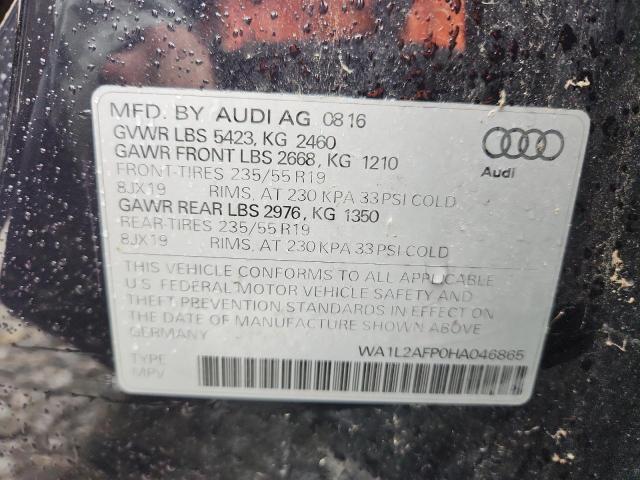 MFD. BY AUDI AG 08 16
GVWR LBS 5423, KG 2460
GAWR FRONT LBS 2668, KG 1210
FRONT-TIRES 235/55 R19
8JX19 RIMS, AT 230 KPA 33 PSI COLD
GAWR REAR LBS 2976, KG 1350
REAR-TIRES 235/55 R19
8JX19 RIMS, AT 230 KPA 33 PSI COLD
Audi
THIS VEHICLE CONFORMS TO ALL APPLICABLE
U.S. FEDERAL MOTOR VEHICLE SAFETY AND
THEFT PREVENTION STANDARDS IN EFFECT ON
THE DATE OF MANUFACTURE SHOWN ABOVE
GERMANY
WA1L2AFP0HA046865
TYPE
MPV